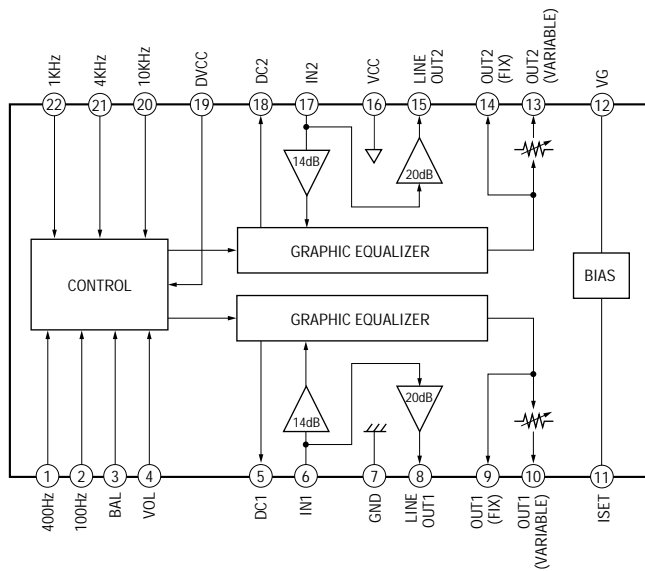 1KHz
4KHz
10KHz
DVCC
DC2
IN2
VCC
LINE
OUT2
OUT2
(FIX)
OUT2
(VARIABLE)
VG
22
21
20
19
18
17
16
15
14
13
12
14dB
20dB
GRAPHIC EQUALIZER
CONTROL
BIAS
GRAPHIC EQUALIZER
14dB
20dB
1
2
3
4
5
6
7
8
9
10
11
400Hz
100Hz
BAL
VOL
DC1
IN1
GND
LINE
OUT1
OUT1
(FIX)
OUT1
(VARIABLE)
ISET